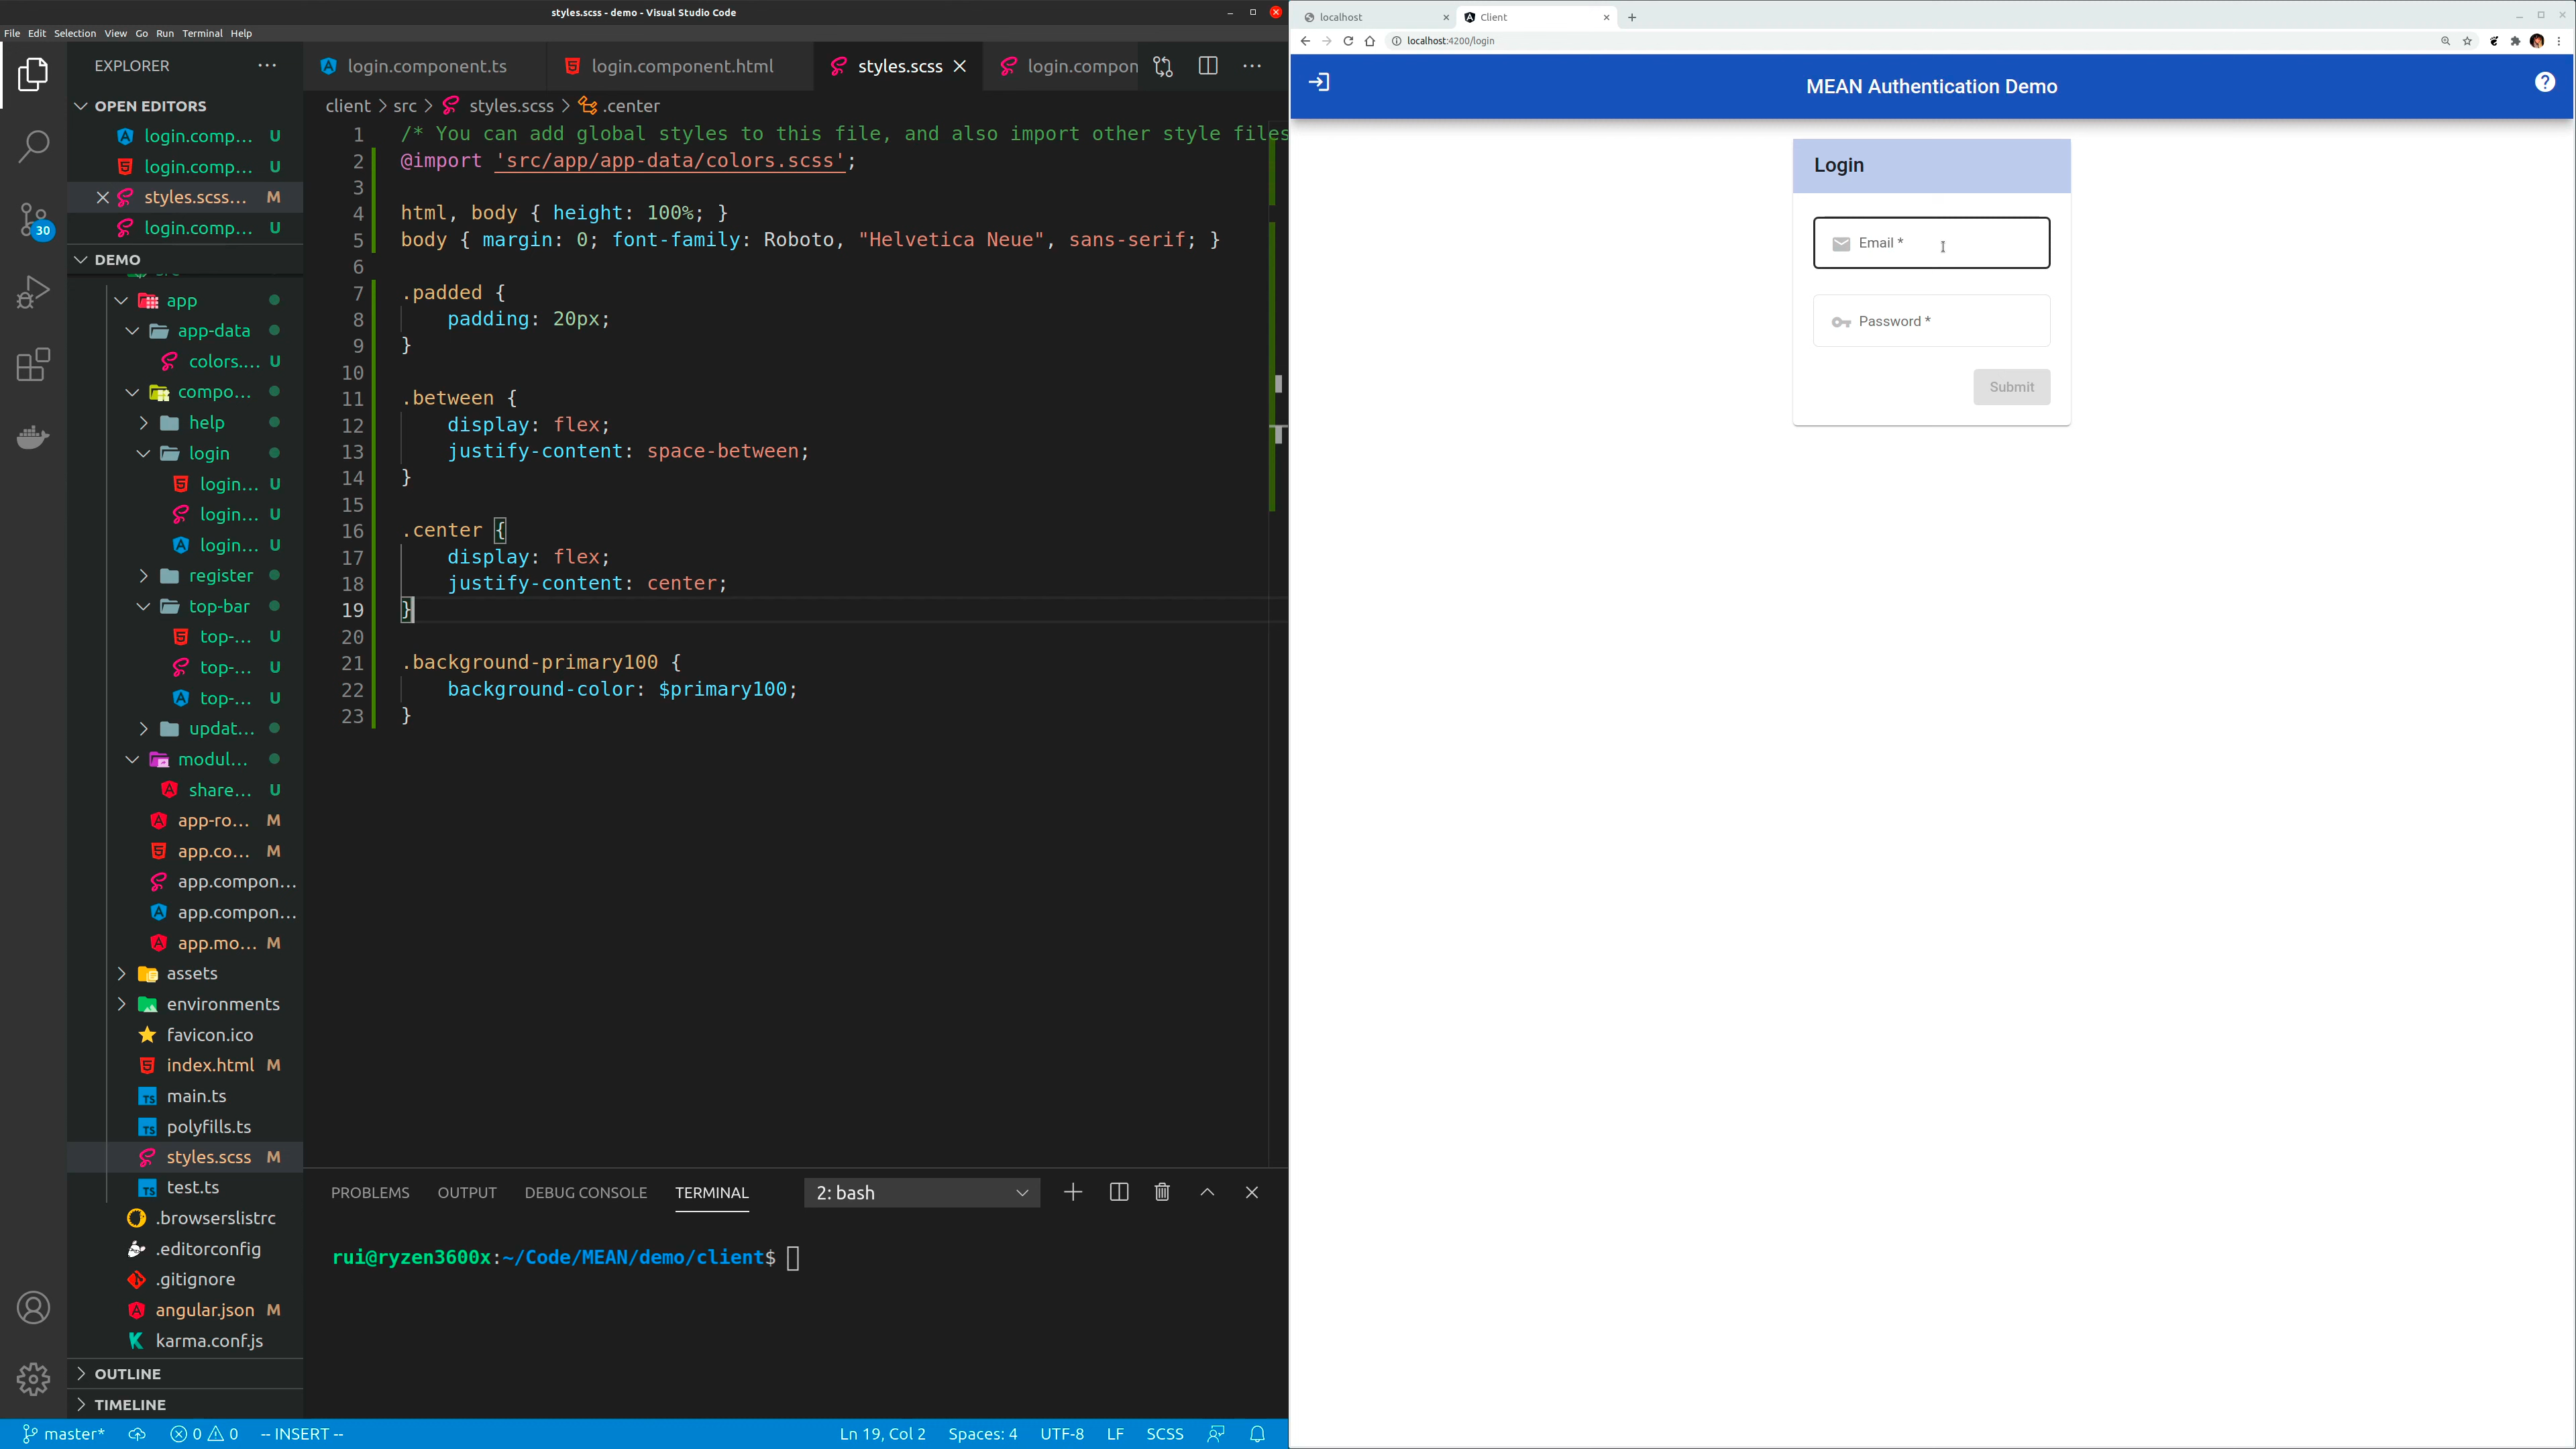 styles.scss - demo - Visual Studio Code
File Edit Selection View Go Run Terminal Help
EXPLORER
OPEN EDITORS
login.comp... U
login.comp... U
styles.scss... M
login.comp... U
DEMO
app
app-data
colors.... U
compo...
help
login
login... U
login... U
login... U
register
top-bar
top-... U
top-... U
top-... U
updat...
modul...
share... U
app-ro... M
app.co... M
app.compon...
app.compon...
app.mo... M
assets
environments
favicon.ico
index.html M
main.ts
polyfills.ts
styles.scss M
test.ts
.browserslistrc
.editorconfig
.gitignore
angular.json M
karma.conf.js
OUTLINE
TIMELINE
30
login.component.ts login.component.html styles.scss login.compon
client > src > styles.scss > .center
1 /* You can add global styles to this file, and also import other style files
2 @import 'src/app/app-data/colors.scss';
3
4 html, body { height: 100%; }
5 body { margin: 0; font-family: Roboto, "Helvetica Neue", sans-serif; }
6
7 .padded {
8 padding: 20px;
9 }
10
11 .between {
12 display: flex;
13 justify-content: space-between;
14 }
15
16 .center {
17 display: flex;
18 justify-content: center;
19 }
20
21 .background-primary100 {
22 background-color: $primary100;
23 }
PROBLEMS OUTPUT DEBUG CONSOLE TERMINAL 2: bash
rui@ryzen3600x:~/Code/MEAN/demo/client$
master* 0 0 -- INSERT -- Ln 19, Col 2 Spaces: 4 UTF-8 LF SCSS
localhost Client
localhost:4200/login
MEAN Authentication Demo
Login
Email *
Password *
Submit